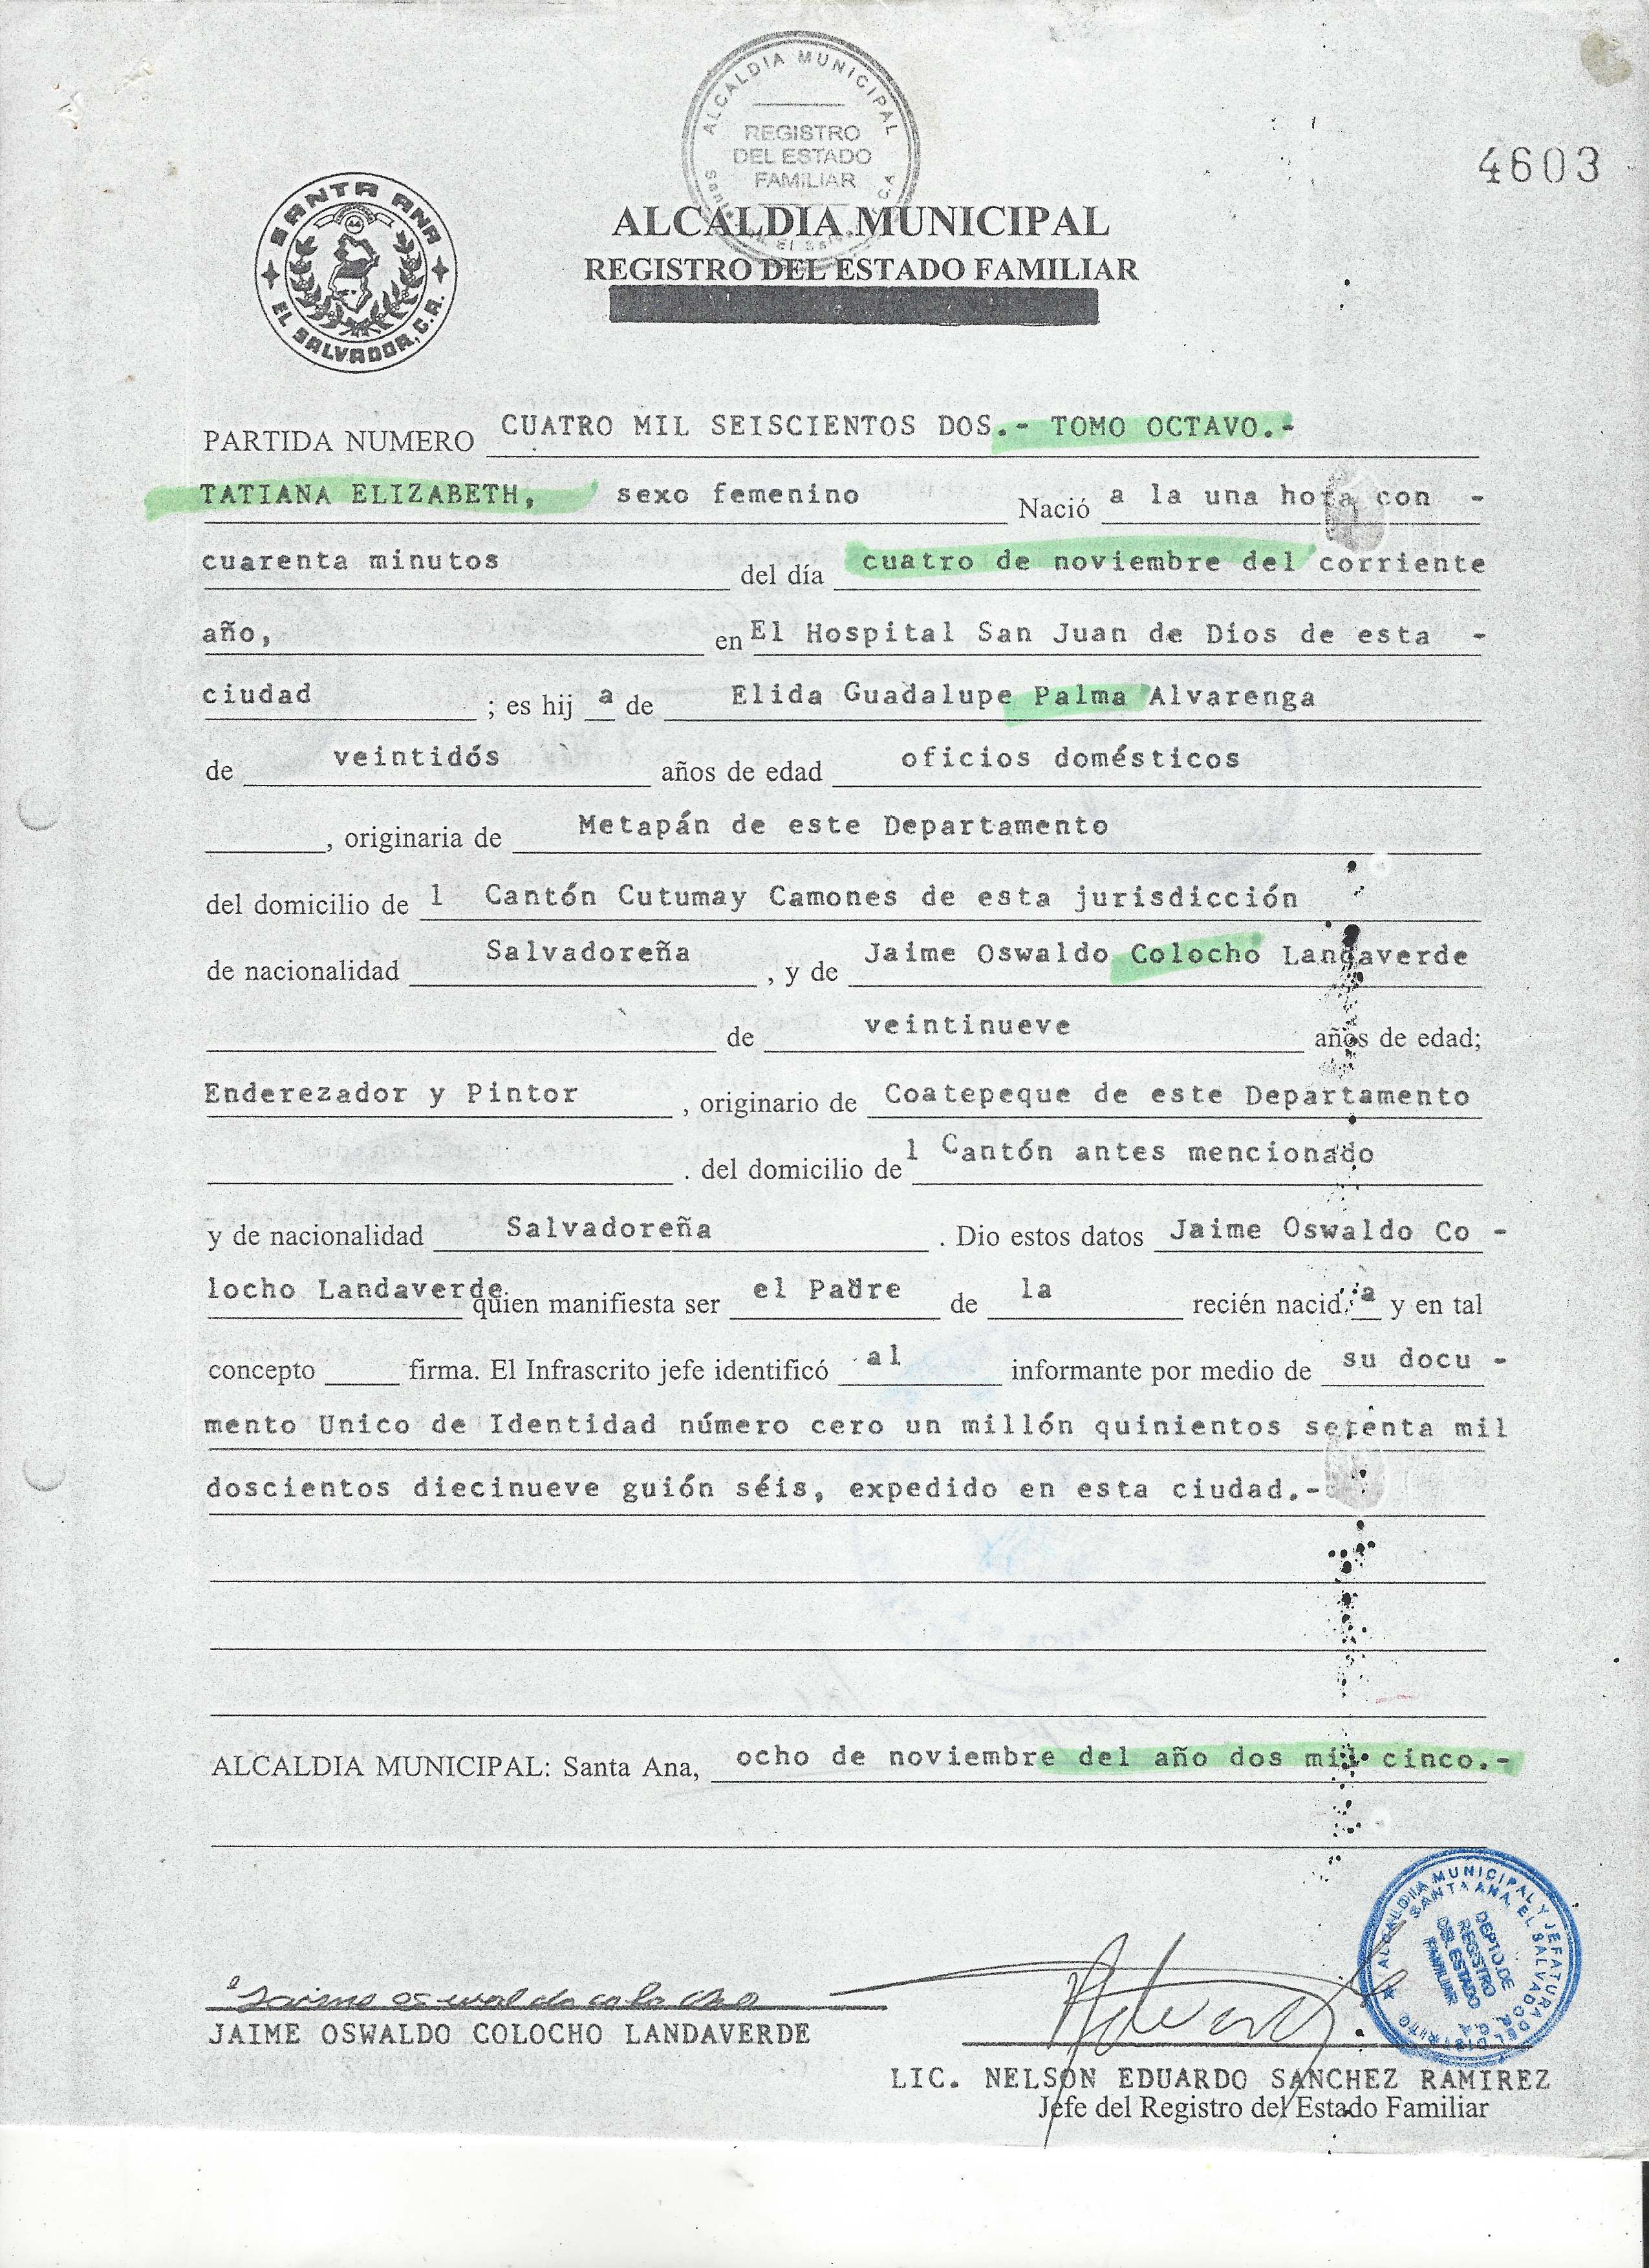 ALCALDIA MUNICIPAL
REGISTRO
DEL ESTADO
FAMILIAR
4603
SANTA ANA
44
EL SALVADOR, C.A.
ALCALDIA MUNICIPAL
REGISTRO DEL ESTADO FAMILIAR
PARTIDA NUMERO CUATRO MIL SEISCIENTOS DOS.- TOMO OCTAVO.-
TATIANA ELIZABETH, sexo femenino Nació a la una hora con -
cuarenta minutos del día cuatro de noviembre del corriente
año, en El Hospital San Juan de Dios de esta -
ciudad ; es hij a de Elida Guadalupe Palma Alvarenga
de veintidós años de edad oficios domésticos
, originaria de Metapán de este Departamento
del domicilio de l Cantón Cutumay Camones de esta jurisdicción
de nacionalidad Salvadoreña , y de Jaime Oswaldo Colocho Landaverde
de veintinueve años de edad;
Enderezador y Pintor , originario de Coatepeque de este Departamento
. del domicilio de l Cantón antes mencionado
y de nacionalidad Salvadoreña . Dio estos datos Jaime Oswaldo Co -
locho Landaverde quien manifiesta ser el Padre de la recién nacid a y en tal
concepto firma. El Infrascrito jefe identificó al informante por medio de su docu -
mento Unico de Identidad número cero un millón quinientos setenta mil
doscientos diecinueve guión séis, expedido en esta ciudad.-
ALCALDIA MUNICIPAL: Santa Ana, ocho de noviembre del año dos mil cinco.-
ALCALDIA MUNICIPAL Y JEFATURA DEL DISTRITO
SANTA ANA, EL SALVADOR, C.A.
DEPTO. DE
REGISTRO
DEL ESTADO
FAMILIAR
Jaime oswaldo colocho
JAIME OSWALDO COLOCHO LANDAVERDE
LIC. NELSON EDUARDO SANCHEZ RAMIREZ
Jefe del Registro del Estado Familiar